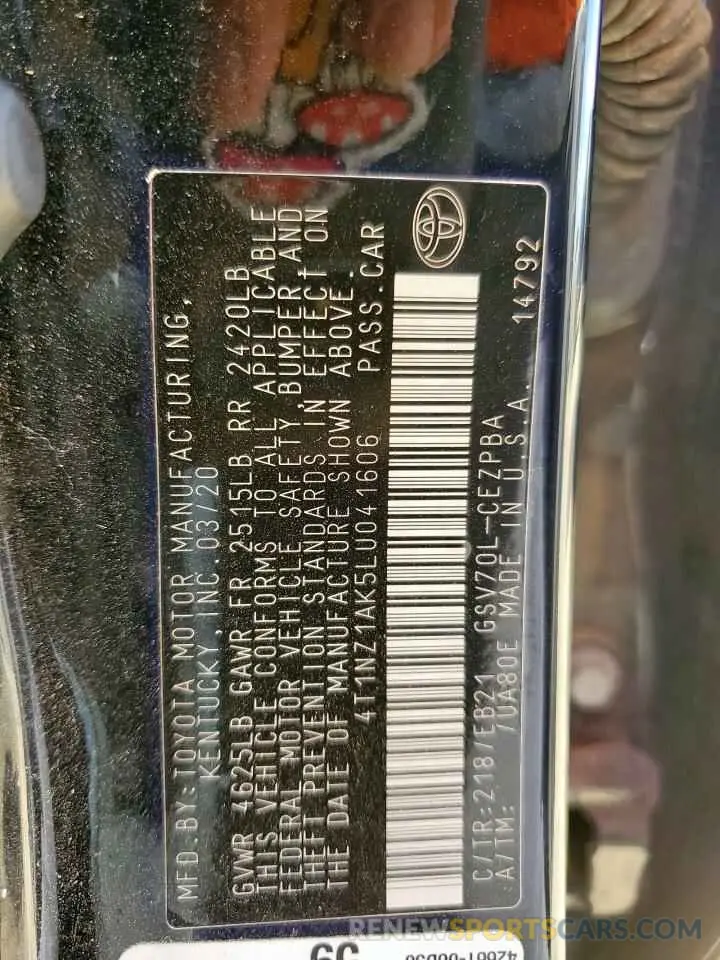 MFD. BY: TOYOTA MOTOR MANUFACTURING,
KENTUCKY, INC. 03/20
GVWR 4625LB GAWR FR 2515LB RR 2420LB
THIS VEHICLE CONFORMS TO ALL APPLICABLE
FEDERAL MOTOR VEHICLE SAFETY, BUMPER, AND
THEFT PREVENTION STANDARDS IN EFFECT ON
THE DATE OF MANUFACTURE SHOWN ABOVE.
4T1NZ1AK5LU041606 PASS. CAR
C/TR: 218/EB21 GSV70L-CEZPBA
A/TM: /UA80E MADE IN U.S.A. 14792
RENEWSPORTSCARS.COM